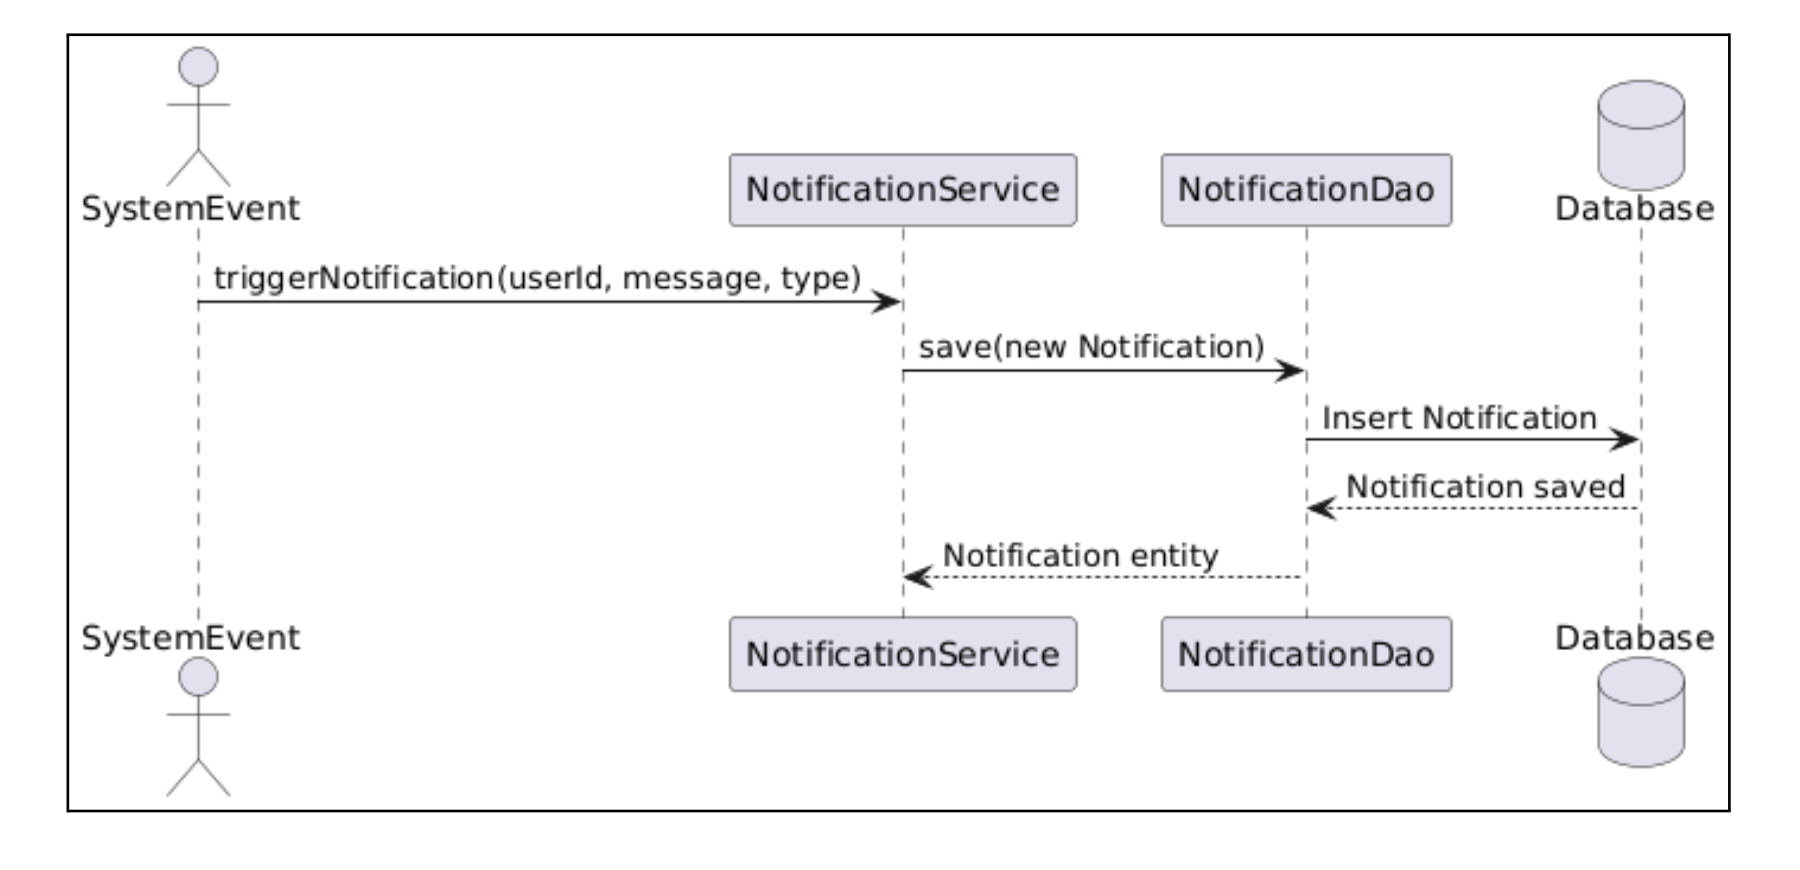 SystemEvent
NotificationService
NotificationDao
Database
triggerNotification(userId, message, type)
save(new Notification)
Insert Notification
Notification saved
Notification entity
SystemEvent
NotificationService
NotificationDao
Database